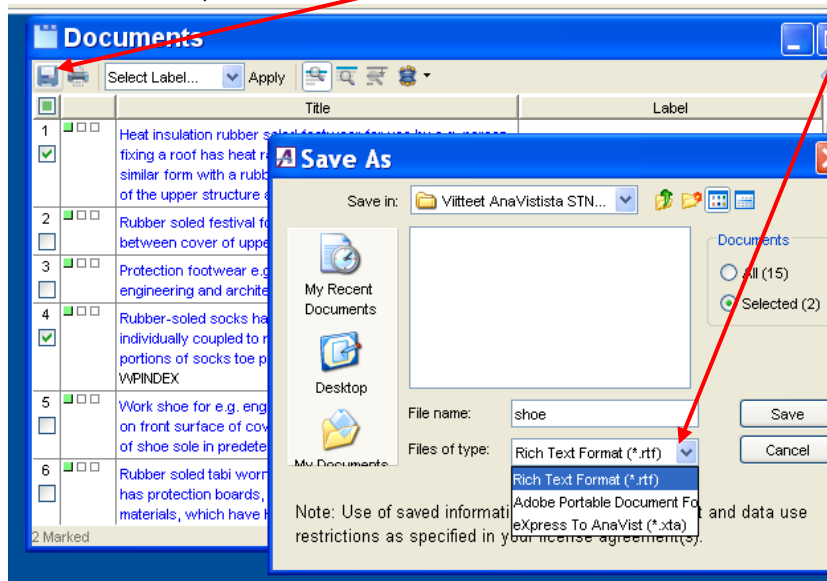 Documents
Select Label... Apply
Title Label
1 Heat insulation rubber soled footwear for use by e.g. person
fixing a roof has heat
similar form with a rubb
of the upper structure
2 Rubber soled festival
between cover of uppe
3 Protection footwear e.g
engineering and archite
4 Rubber-soled socks ha
individually coupled to
portions of socks toe p
WPINDEX
5 Work shoe for e.g. eng
on front surface of cov
of shoe sole in predete
6 Rubber soled tabi worn
has protection boards,
materials, which have
2 Marked
Save As
Save in: Viitteet AnaVistista STN...
My Recent
Documents
Desktop
My Documents
Documents
All (15)
Selected (2)
File name: shoe Save
Files of type: Rich Text Format (*.rtf) Cancel
Rich Text Format (*.rtf)
Adobe Portable Document Fo
eXpress To AnaVist (*.xta)
Note: Use of saved informati t and data use
restrictions as specified in your license agreement(s).